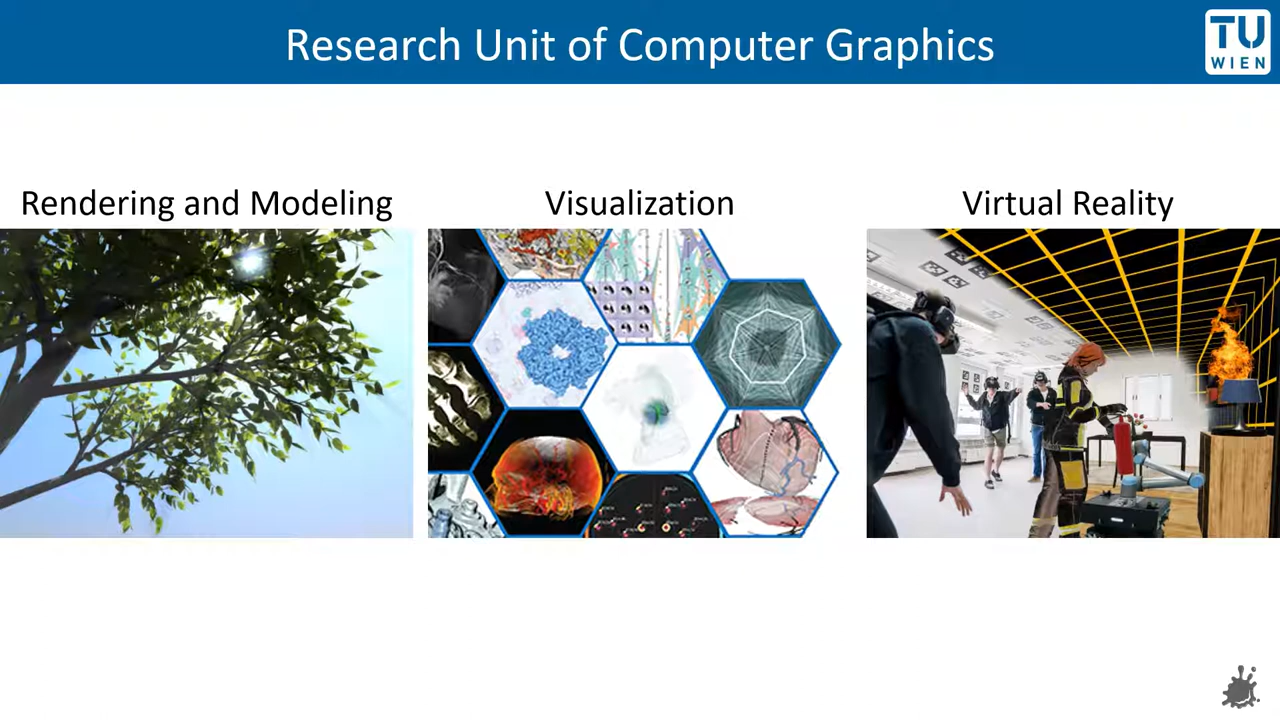 Research Unit of Computer Graphics
TU
WIEN
Rendering and Modeling
Visualization
Virtual Reality